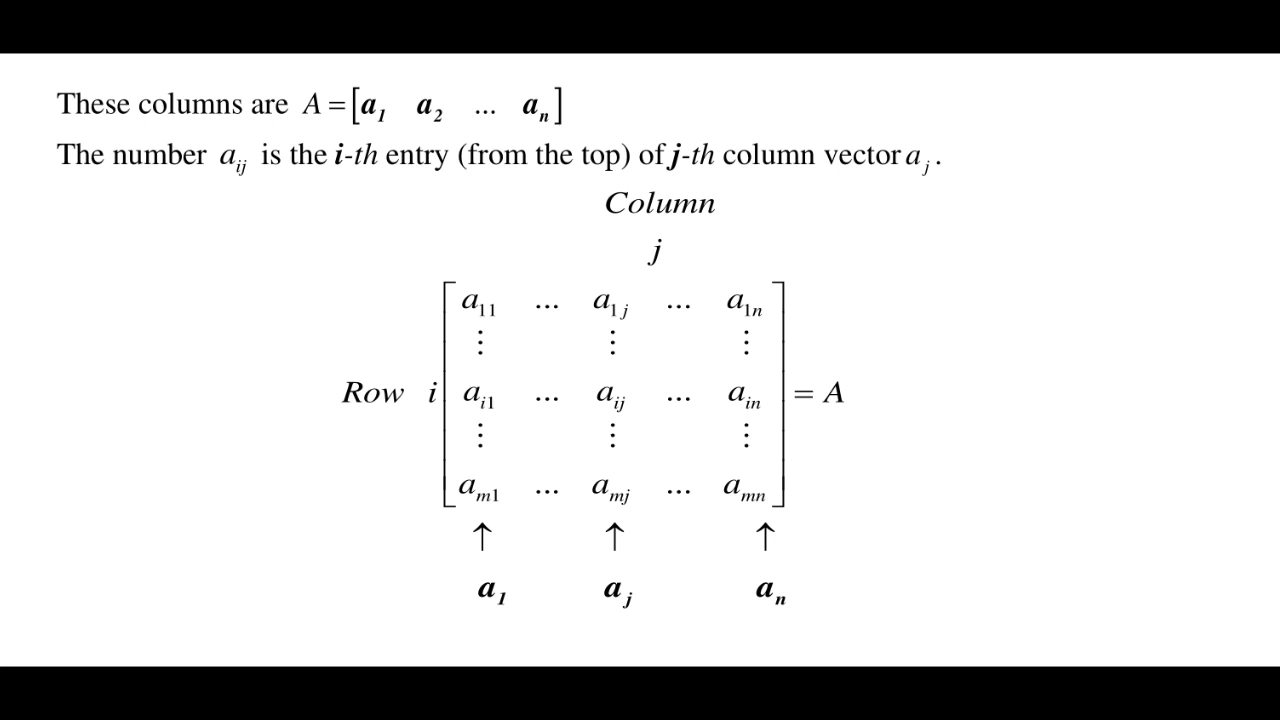 These columns are A = [a₁ a₂ ... aₙ]
The number aᵢⱼ is the i-th entry (from the top) of j-th column vector aⱼ.
Column
j
a₁₁ ... a₁ⱼ ... a₁ₙ
⋮ ⋮ ⋮
Row i aᵢ₁ ... aᵢⱼ ... aᵢₙ = A
⋮ ⋮ ⋮
aₘ₁ ... aₘⱼ ... aₘₙ
↑ ↑ ↑
a₁ aⱼ aₙ